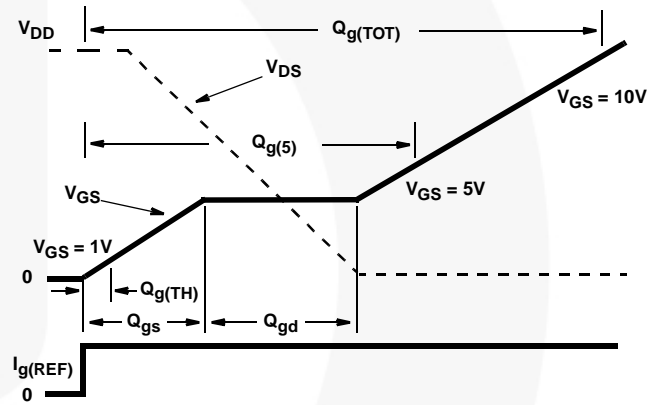 V_DD
Q_g(TOT)
V_DS
V_GS = 10V
Q_g(5)
V_GS
V_GS = 5V
V_GS = 1V
0
Q_g(TH)
Q_gs
Q_gd
I_g(REF)
0